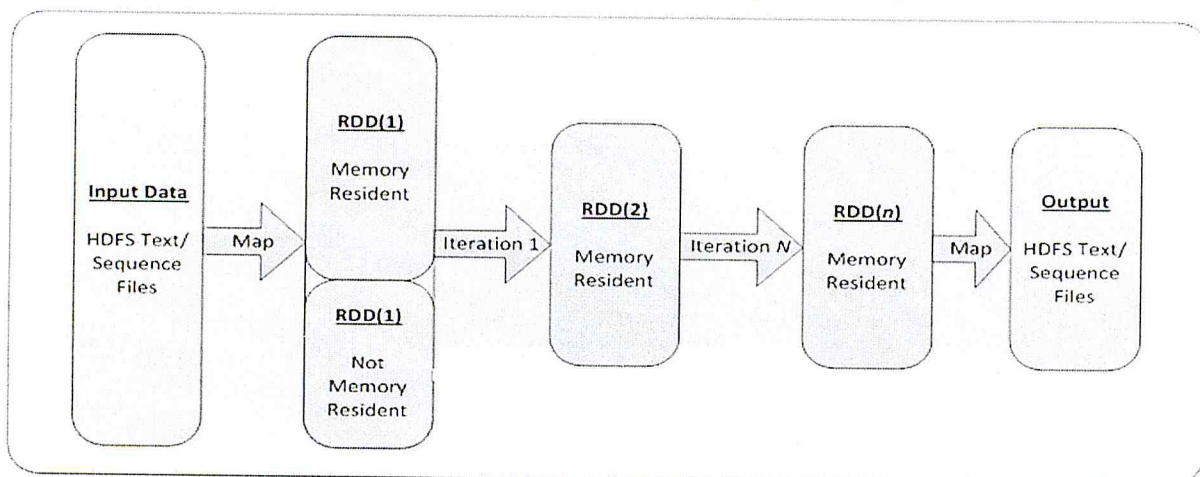 Input Data
HDFS Text/
Sequence
Files
Map
RDD(1)
Memory
Resident
RDD(1)
Not
Memory
Resident
Iteration 1
RDD(2)
Memory
Resident
Iteration N
RDD(n)
Memory
Resident
Map
Output
HDFS Text/
Sequence
Files